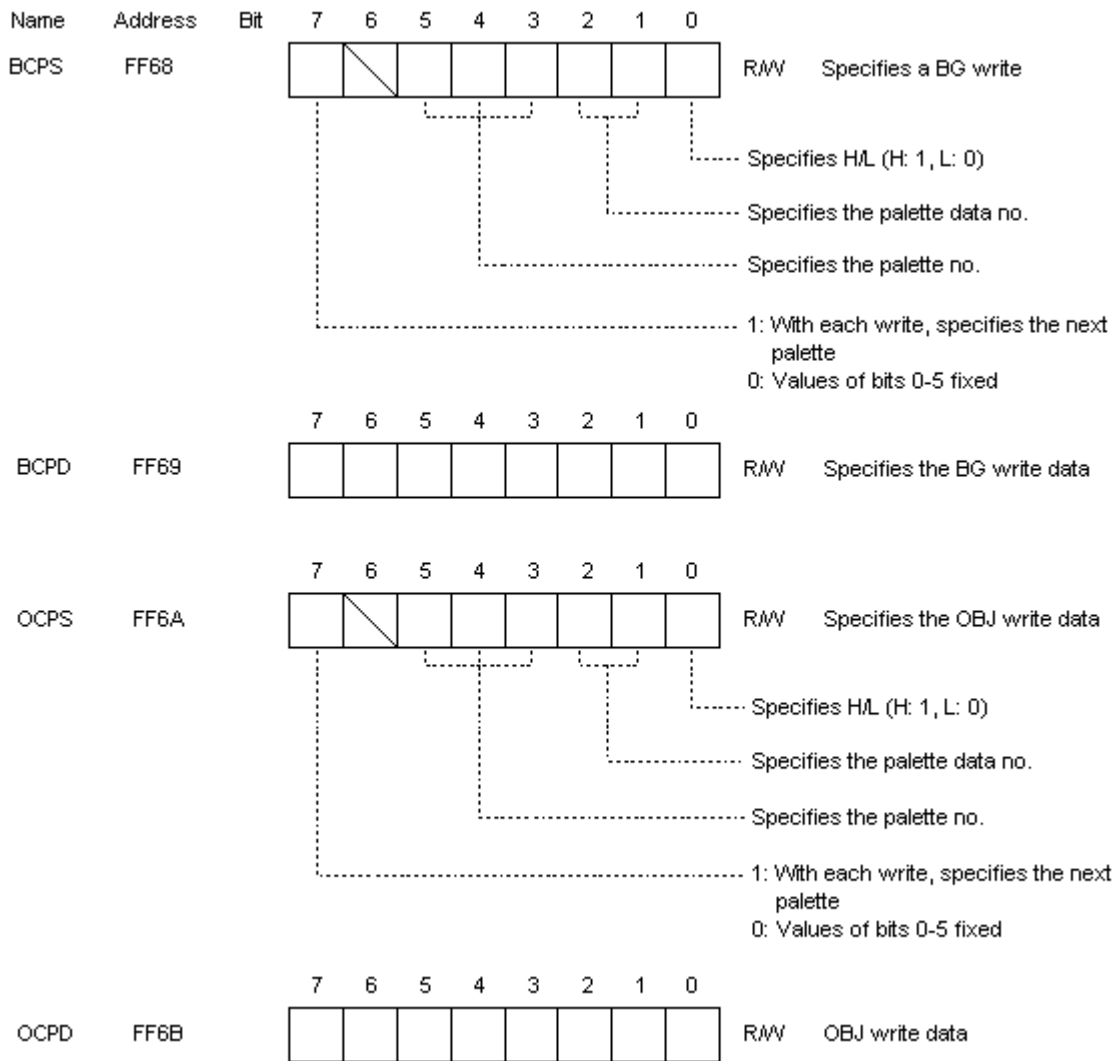 Name Address Bit 7 6 5 4 3 2 1 0
BCPS FF68 R/W Specifies a BG write
Specifies H/L (H: 1, L: 0)
Specifies the palette data no.
Specifies the palette no.
1: With each write, specifies the next
palette
0: Values of bits 0-5 fixed
7 6 5 4 3 2 1 0
BCPD FF69 R/W Specifies the BG write data
7 6 5 4 3 2 1 0
OCPS FF6A R/W Specifies the OBJ write data
Specifies H/L (H: 1, L: 0)
Specifies the palette data no.
Specifies the palette no.
1: With each write, specifies the next
palette
0: Values of bits 0-5 fixed
7 6 5 4 3 2 1 0
OCPD FF6B R/W OBJ write data